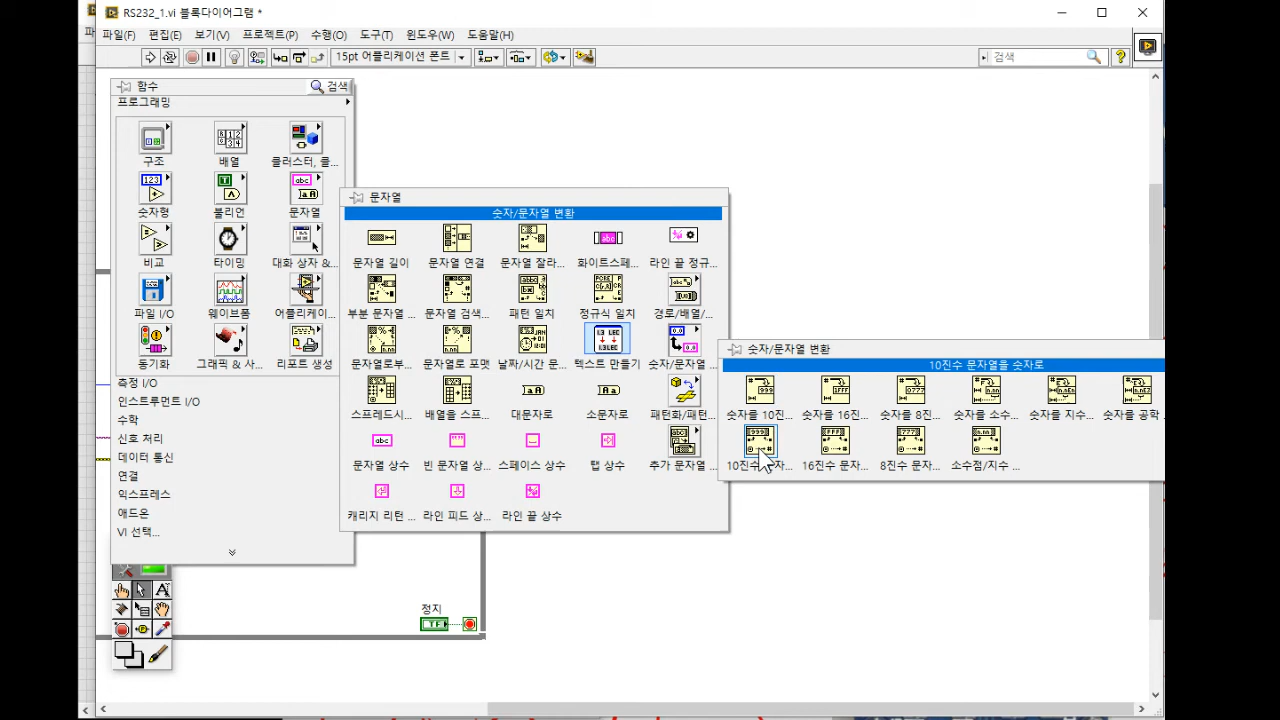 RS232_1.vi 블록다이어그램 *
파일(F) 편집(E) 보기(V) 프로젝트(P) 수행(O) 도구(T) 윈도우(W) 도움말(H)
15pt 어플리케이션 폰트
검색
함수 검색
프로그래밍
구조 배열 클러스터, 클...
숫자형 불리언 문자열
비교 타이밍 대화 상자 &...
파일 I/O 웨이브폼 어플리케이...
동기화 그래픽 & 사... 리포트 생성
측정 I/O
인스트루먼트 I/O
수학
신호 처리
데이터 통신
연결
익스프레스
애드온
VI 선택...
문자열
숫자/문자열 변환
문자열 길이 문자열 연결 문자열 잘라... 화이트스페... 라인 끝 정규...
부분 문자열 ... 문자열 검색... 패턴 일치 정규식 일치 경로/배열/...
문자열로부... 문자열로 포맷 날짜/시간 문... 텍스트 만들기 숫자/문자열 ...
스프레드시... 배열을 스프... 대문자로 소문자로 패턴화/패턴...
문자열 상수 빈 문자열 상... 스페이스 상수 탭 상수 추가 문자열 ...
캐리지 리턴 ... 라인 피드 상... 라인 끝 상수
숫자/문자열 변환
10진수 문자열을 숫자로
숫자를 10진... 숫자를 16진... 숫자를 8진... 숫자를 소수... 숫자를 지수... 숫자를 공학
16진수 문자... 8진수 문자... 소수점/지수 ...
정지
TF